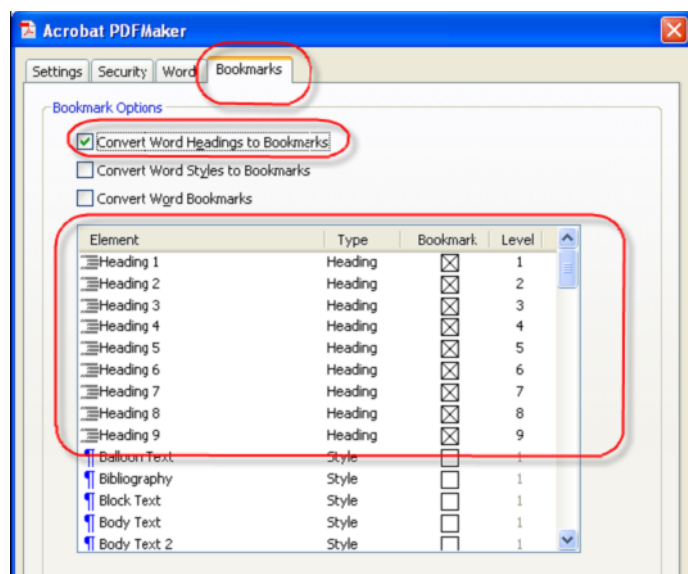 Acrobat PDFMaker
Settings Security Word Bookmarks
Bookmark Options
Convert Word Headings to Bookmarks
Convert Word Styles to Bookmarks
Convert Word Bookmarks
Element Type Bookmark Level
Heading 1 Heading 1
Heading 2 Heading 2
Heading 3 Heading 3
Heading 4 Heading 4
Heading 5 Heading 5
Heading 6 Heading 6
Heading 7 Heading 7
Heading 8 Heading 8
Heading 9 Heading 9
Balloon Text Style 1
Bibliography Style 1
Block Text Style 1
Body Text Style 1
Body Text 2 Style 1